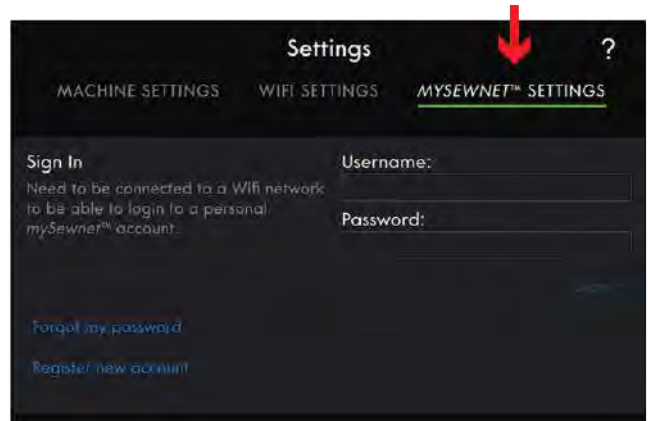 Settings
?
MACHINE SETTINGS
WIFI SETTINGS
MYSEWNET™ SETTINGS
Sign In
Need to be connected to a Wifi network
to be able to login to a personal
mySewnet™ account.
Username:
Password:
Forgot my password
Register new account